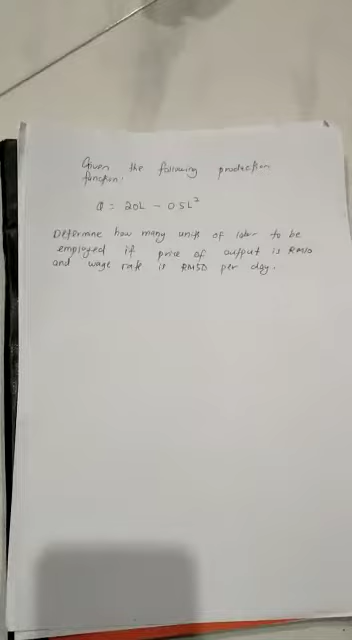 Given the following production
function:
Q = 20L - 0.5L²
Determine how many units of labor to be
employed if price of output is RM10
and wage rate is RM50 per day.